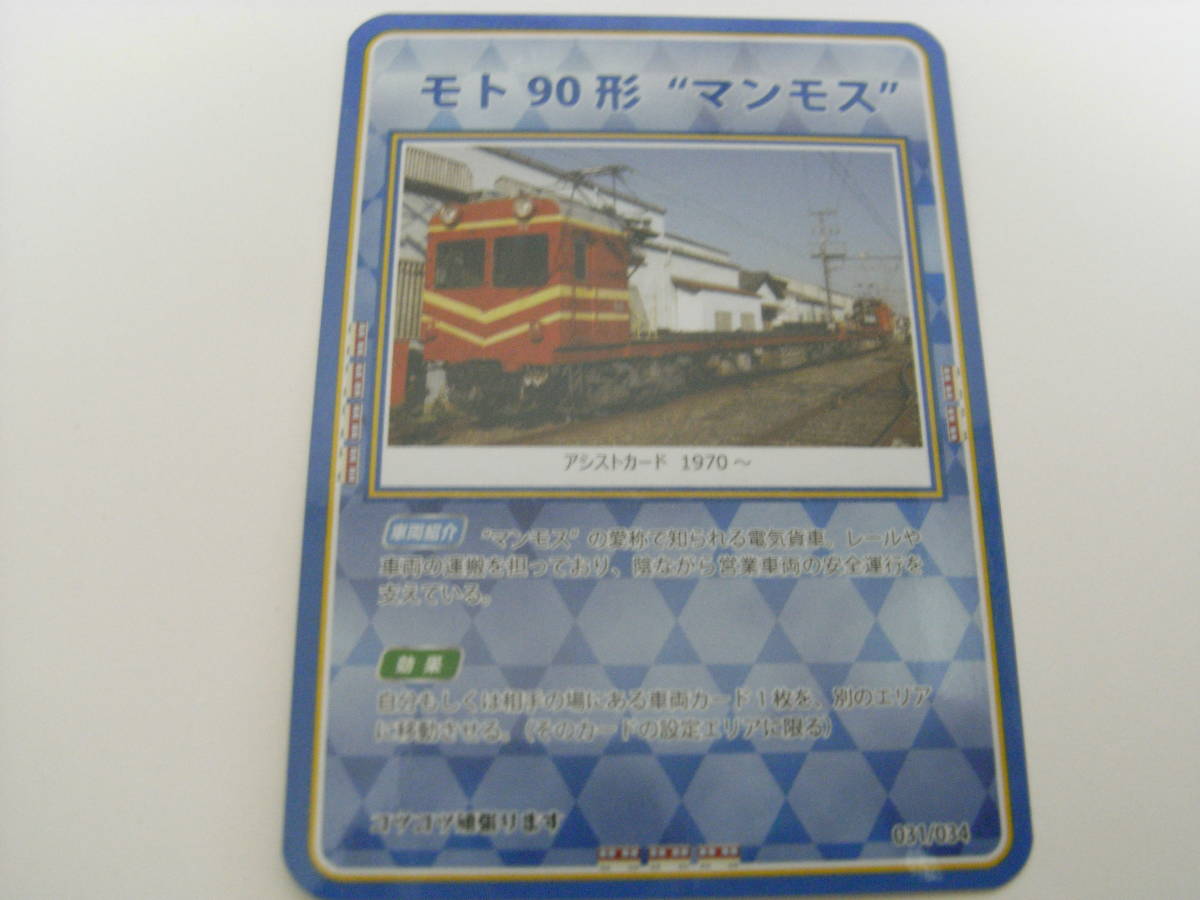 モト 90 形 “マンモス”
アシストカード 1970 ～
車両紹介 “マンモス” の愛称で知られる電気貨車。レールや
車両の運搬を担っており、陰ながら営業車両の安全運行を
支えている。
効果
自分もしくは相手の場にある車両カード 1 枚を、別のエリア
に移動させる。（そのカードの設定エリアに限る）
コツコツ頑張ります
031/034